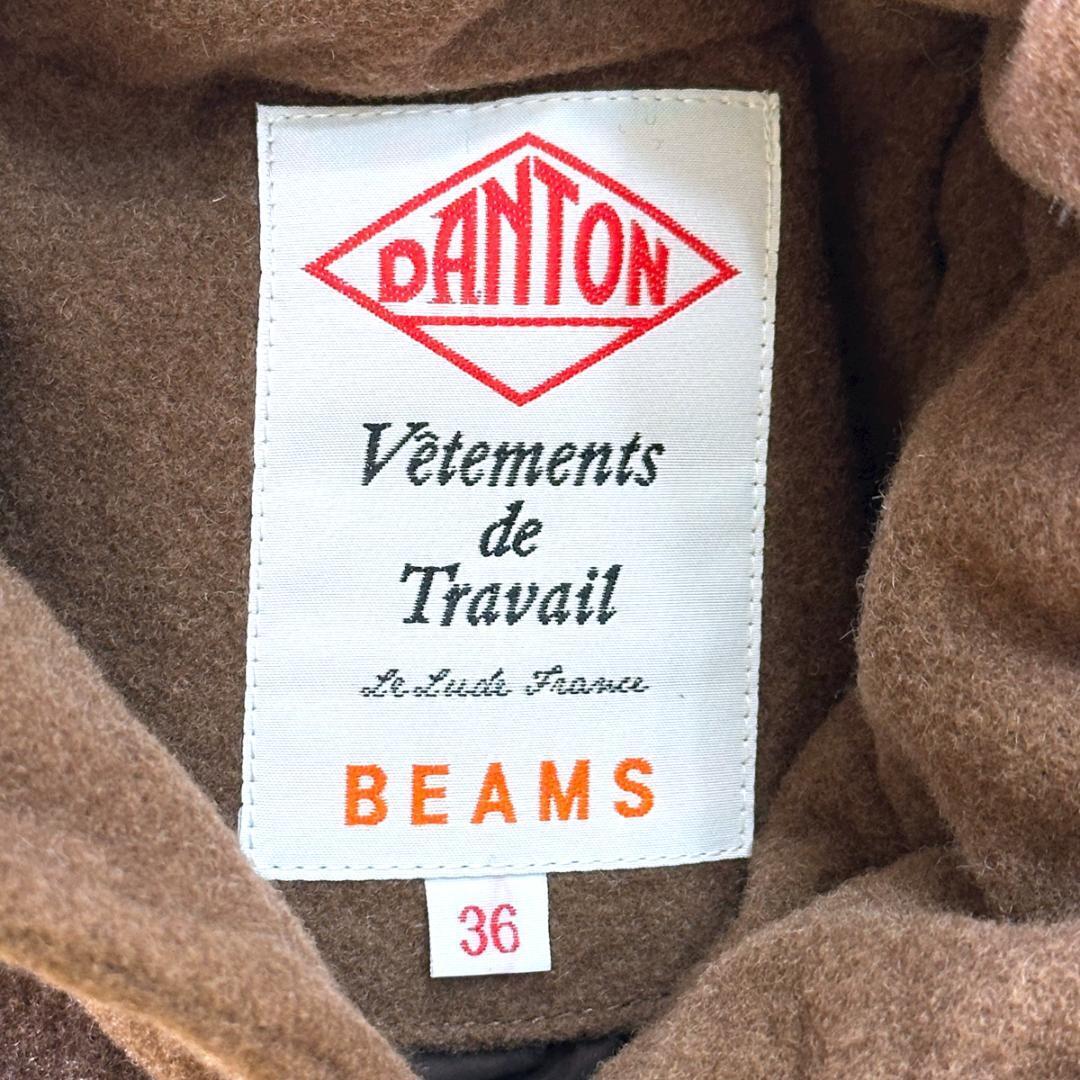 DANTON
Vêtements
de
Travail
Le Lude France
BEAMS
36